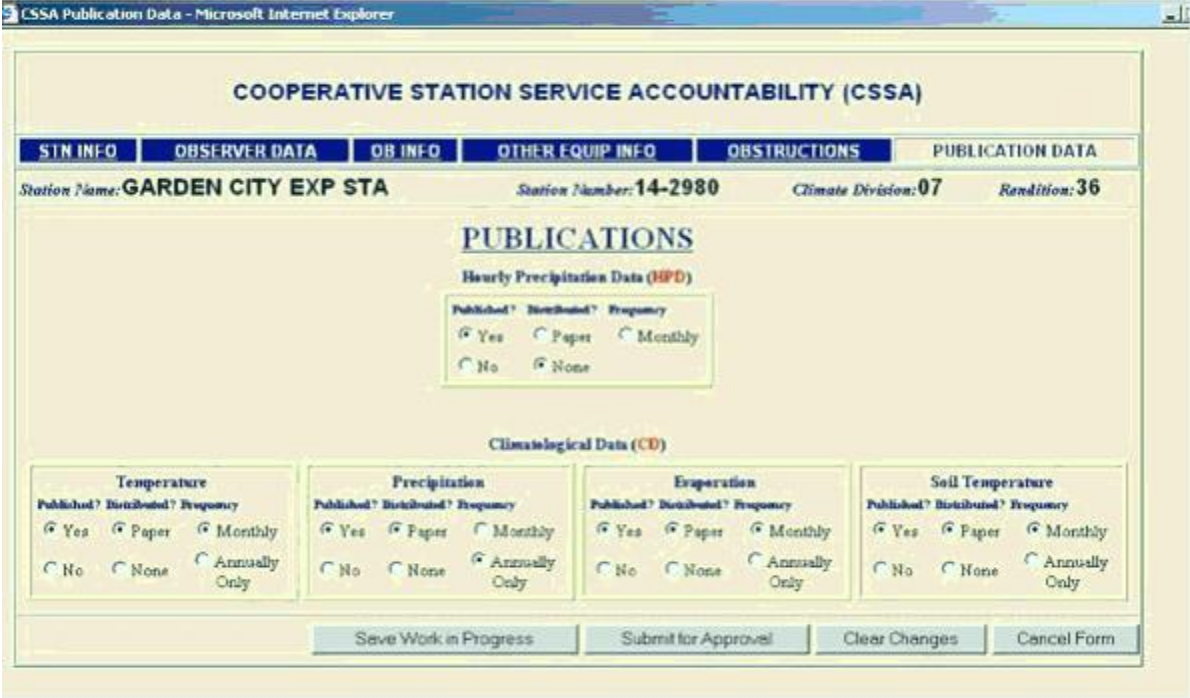 CSSA Publication Data - Microsoft Internet Explorer
COOPERATIVE STATION SERVICE ACCOUNTABILITY (CSSA)
STN INFO OBSERVER DATA OB INFO OTHER EQUIP INFO OBSTRUCTIONS PUBLICATION DATA
Station Name: GARDEN CITY EXP STA Station Number: 14-2980 Climate Division: 07 Rendition: 36
PUBLICATIONS
Hourly Precipitation Data (HPD)
Published? Distributed? Frequency
Yes Paper Monthly
No None
Climatological Data (CD)
Temperature Precipitation Evaporation Soil Temperature
Published? Distributed? Frequency Published? Distributed? Frequency Published? Distributed? Frequency Published? Distributed? Frequency
Yes Paper Monthly Yes Paper Monthly Yes Paper Monthly Yes Paper Monthly
No None Annually Only No None Annually Only No None Annually Only No None Annually Only
Save Work in Progress Submit for Approval Clear Changes Cancel Form